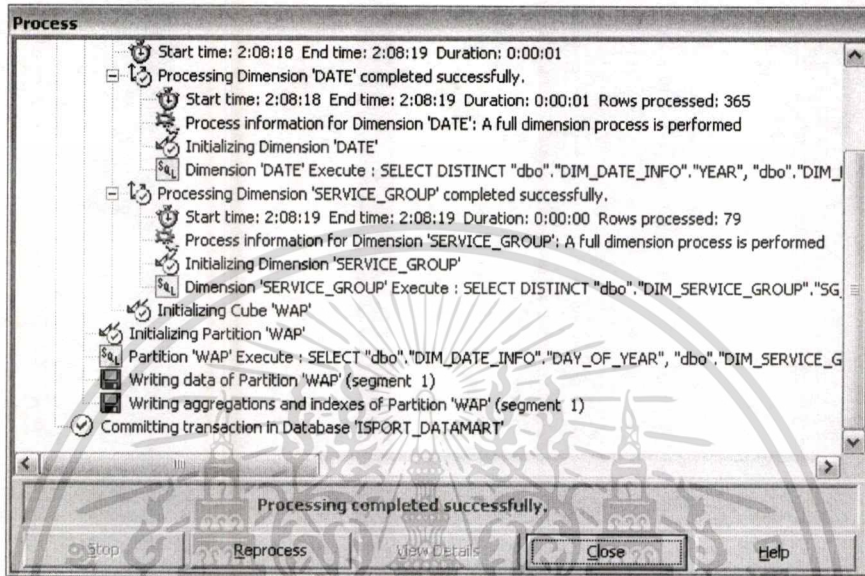 Process
Start time: 2:08:18 End time: 2:08:19 Duration: 0:00:01
Processing Dimension 'DATE' completed successfully.
Start time: 2:08:18 End time: 2:08:19 Duration: 0:00:01 Rows processed: 365
Process information for Dimension 'DATE': A full dimension process is performed
Initializing Dimension 'DATE'
Dimension 'DATE' Execute : SELECT DISTINCT "dbo"."DIM_DATE_INFO"."YEAR", "dbo"."DIM_
Processing Dimension 'SERVICE_GROUP' completed successfully.
Start time: 2:08:19 End time: 2:08:19 Duration: 0:00:00 Rows processed: 79
Process information for Dimension 'SERVICE_GROUP': A full dimension process is performed
Initializing Dimension 'SERVICE_GROUP'
Dimension 'SERVICE_GROUP' Execute : SELECT DISTINCT "dbo"."DIM_SERVICE_GROUP"."SG_
Initializing Cube 'WAP'
Initializing Partition 'WAP'
Partition 'WAP' Execute : SELECT "dbo"."DIM_DATE_INFO"."DAY_OF_YEAR", "dbo"."DIM_SERVICE_G
Writing data of Partition 'WAP' (segment 1)
Writing aggregations and indexes of Partition 'WAP' (segment 1)
Committing transaction in Database 'ISPORT_DATAMART'
Processing completed successfully.
Stop Reprocess View Details Close Help